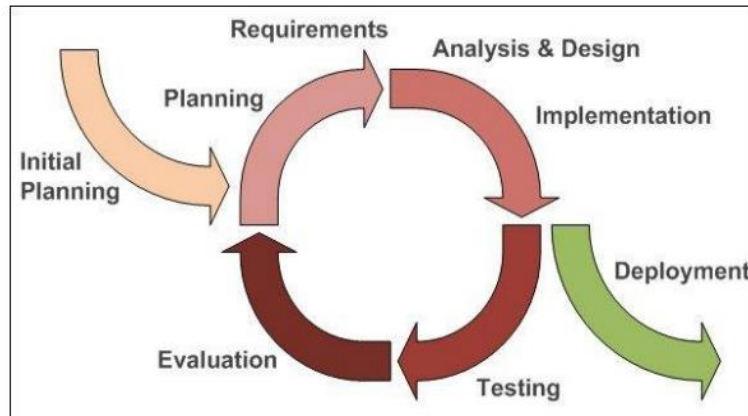 Requirements
Analysis & Design
Planning
Implementation
Initial
Planning
Deployment
Evaluation
Testing